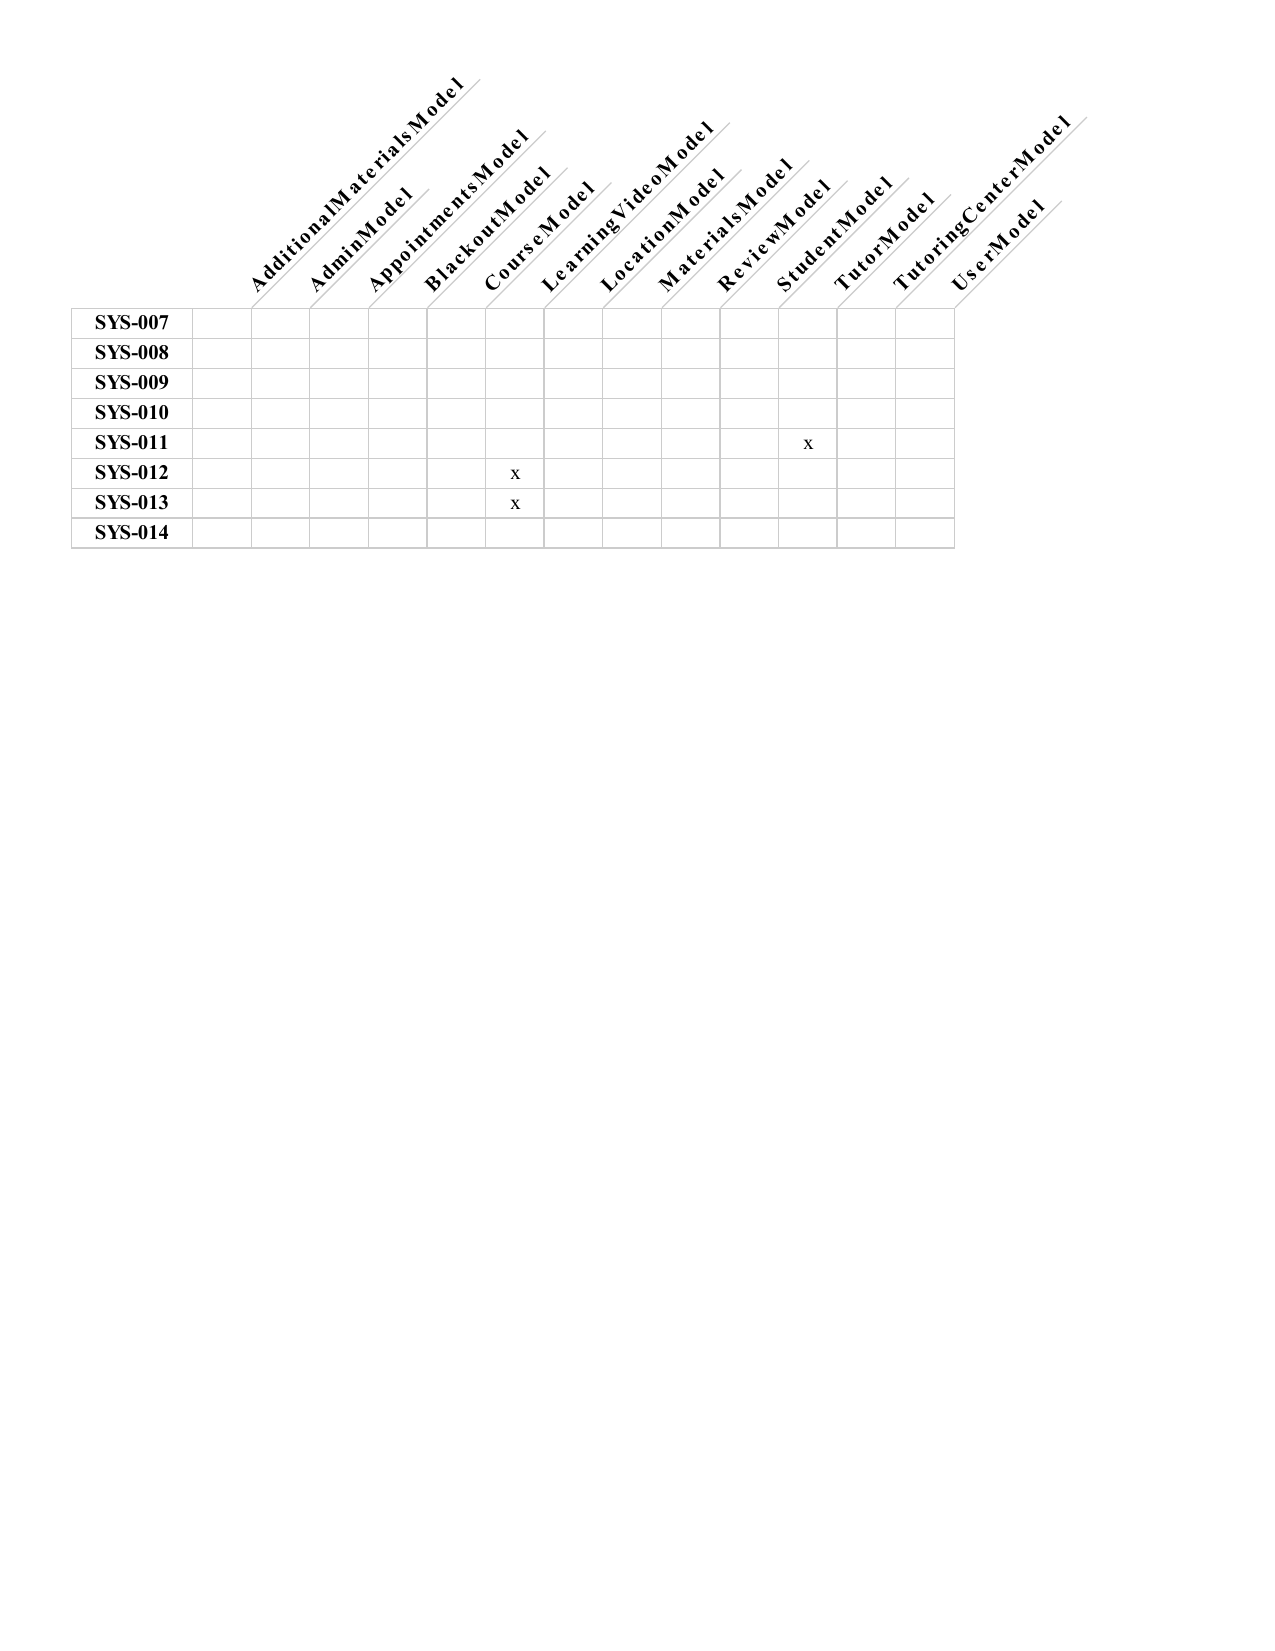 AdditionalMaterialsModel
AdminModel
AppointmentsModel
BlackoutModel
CourseModel
LearningVideoModel
LocationModel
MaterialsModel
ReviewModel
StudentModel
TutorModel
TutoringCenterModel
UserModel
SYS-007
SYS-008
SYS-009
SYS-010
SYS-011 x
SYS-012 x
SYS-013 x
SYS-014